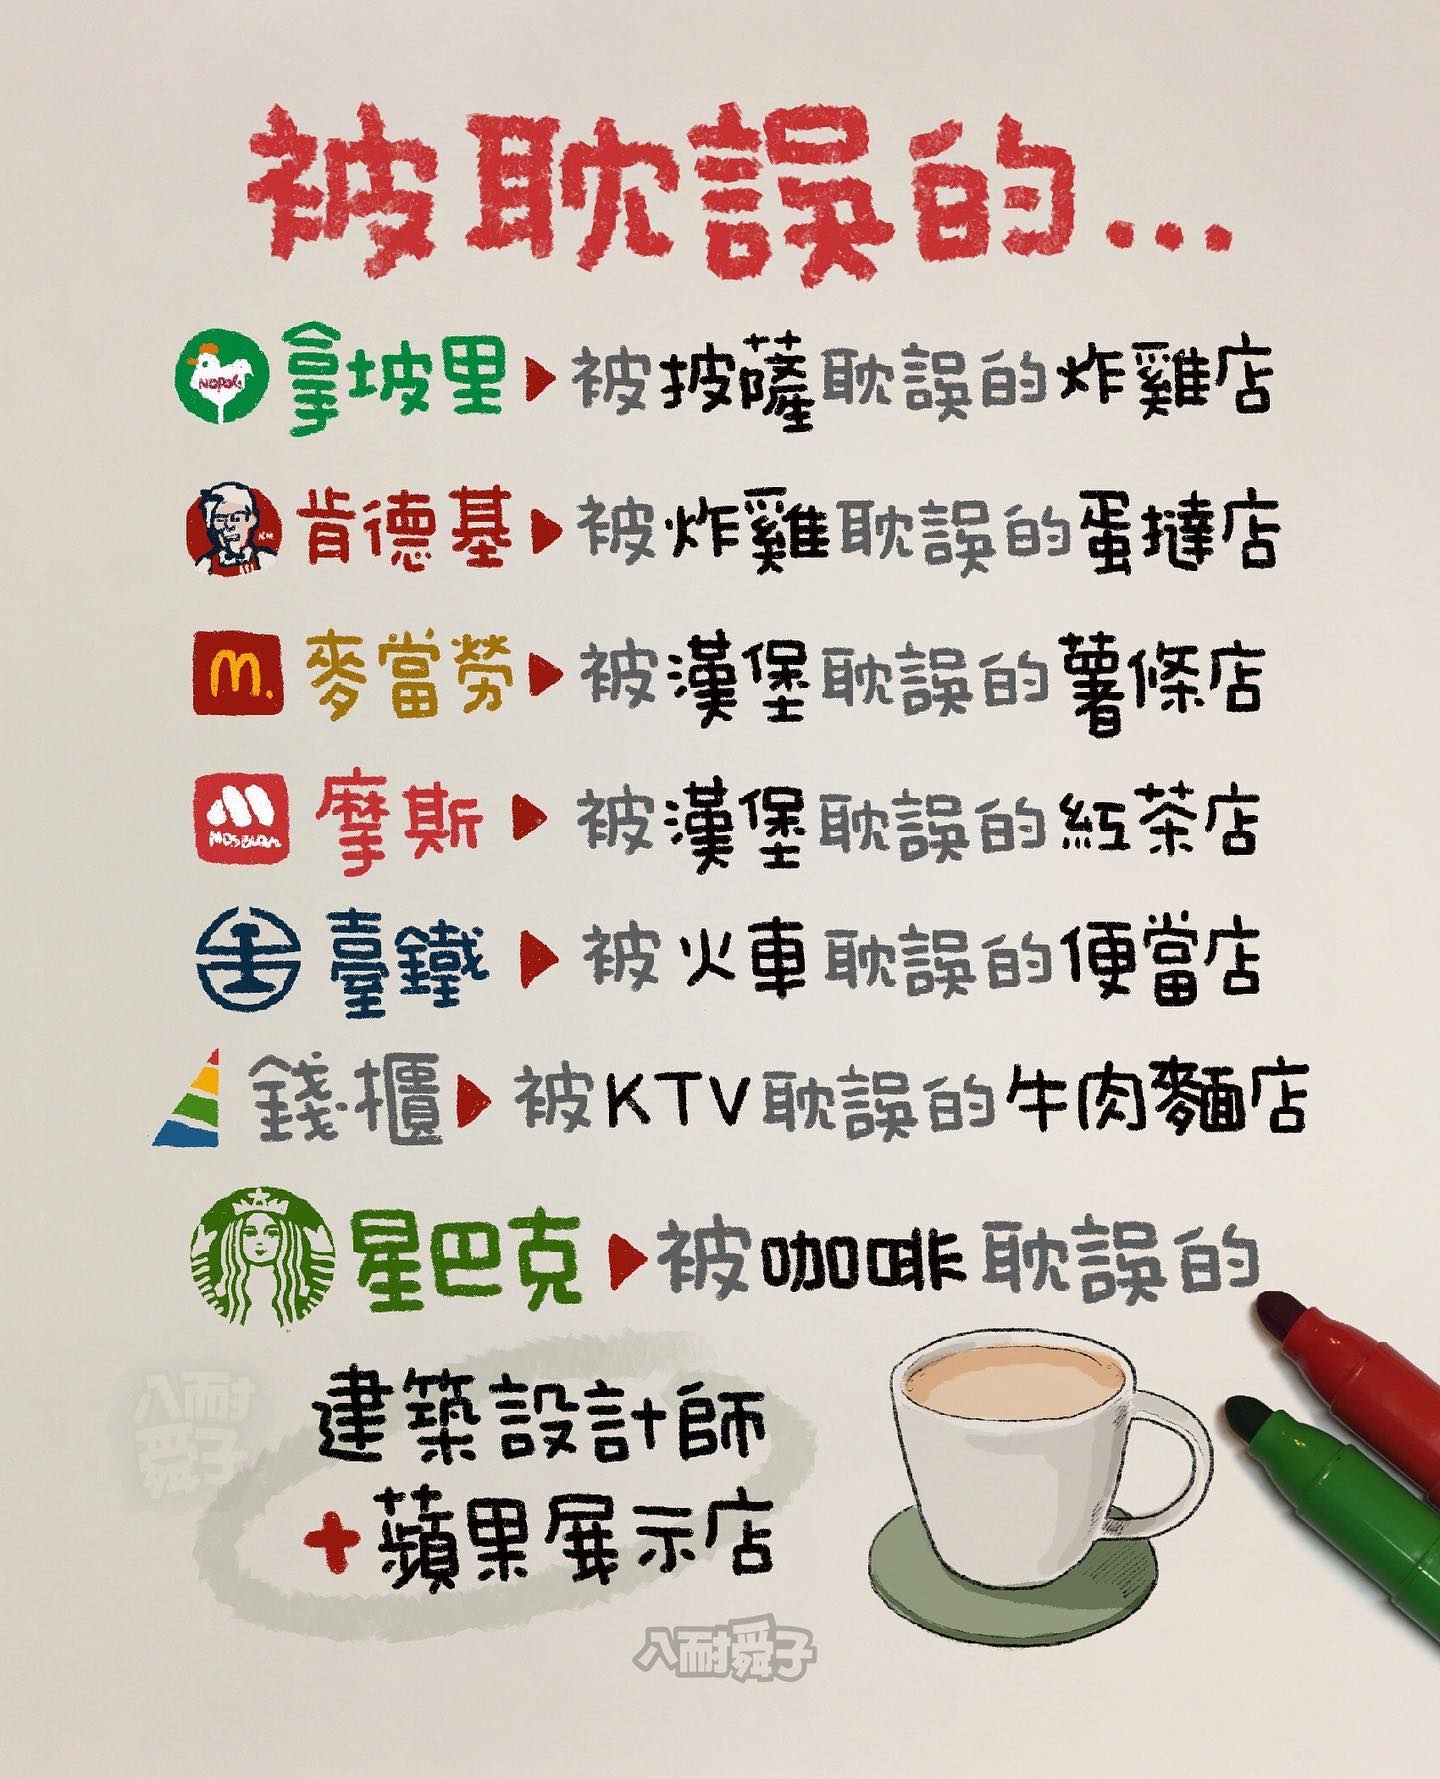 被耽誤的...
NAPOLI 拿坡里▶被披薩耽誤的炸雞店
肯德基▶被炸雞耽誤的蛋撻店
m. 麥當勞▶被漢堡耽誤的薯條店
摩斯▶被漢堡耽誤的紅茶店
臺鐵▶被火車耽誤的便當店
錢櫃▶被KTV耽誤的牛肉麵店
星巴克▶被咖啡耽誤的
建築設計師
+蘋果展示店
八耐
舜子
八耐舜子